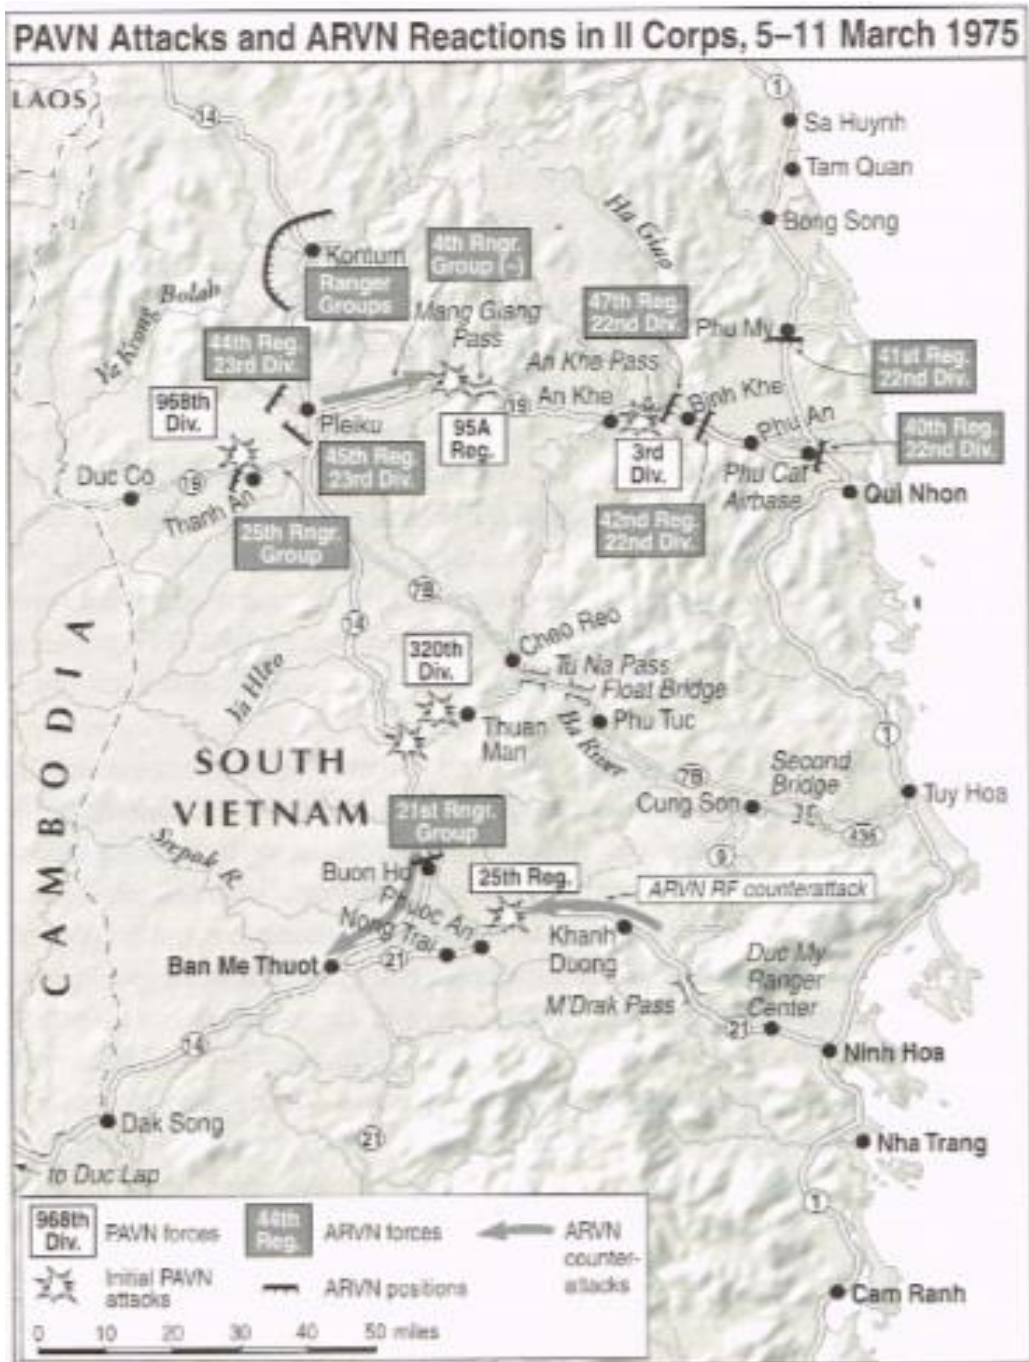 PAVN Attacks and ARVN Reactions in II Corps, 5–11 March 1975
LAOS
14
1
Sa Huynh
Tam Quan
Bong Song
Ha Giao
Kontum
Ranger
Groups
4th Rngr.
Group (–)
Mang Giang
Pass
Ya Krong Bolah
44th Reg.
23rd Div.
47th Reg.
22nd Div.
Phu My
41st Reg.
22nd Div.
An Khe Pass
An Khe
19
Binh Khe
968th
Div.
Pleiku
95A
Reg.
3rd
Div.
Phu An
40th Reg.
22nd Div.
45th Reg.
23rd Div.
Phu Cat
Airbase
Qui Nhon
Duc Co
19
Thanh An
25th Rngr.
Group
42nd Reg.
22nd Div.
7B
14
320th
Div.
Cheo Reo
Tu Na Pass
Float Bridge
Thuan
Man
Phu Tuc
Ya Hleo
CAMBODIA
SOUTH
VIETNAM
7B
Second
Bridge
1
Cung Son
Tuy Hoa
436
9
21st Rngr.
Group
Buon Ho
25th Reg.
ARVN RF counterattack
Phuoc An
Nong Trai
Khanh
Duong
Ban Me Thuot
21
M'Drak Pass
Duc My
Ranger
Center
21
Ninh Hoa
14
Dak Song
21
Nha Trang
to Duc Lap
1
Cam Ranh
968th
Div.
PAVN forces
44th
Reg.
ARVN forces
ARVN
counter-
attacks
Initial PAVN
attacks
ARVN positions
0 10 20 30 40 50 miles